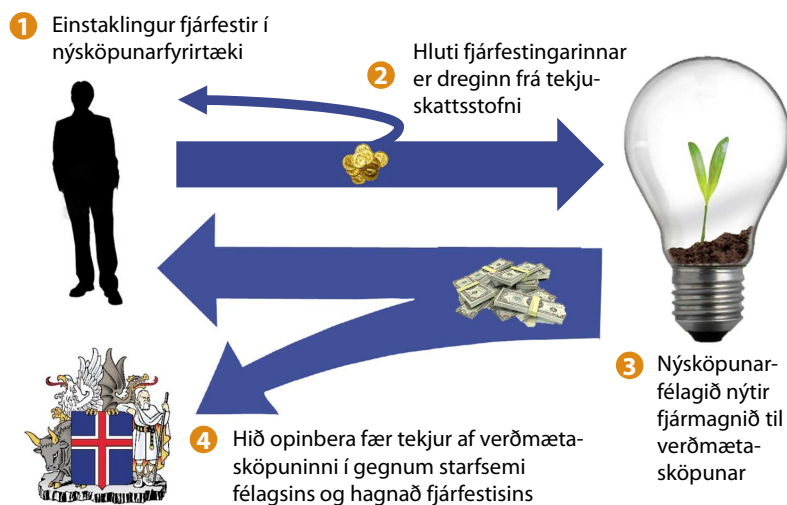 1 Einstaklingur fjárfestir í
nýsköpunarfyrirtæki
2 Hluti fjárfestingarinnar
er dreginn frá tekju-
skattsstofni
3 Nýsköpunar-
félagið nýtir
fjármagnið til
verðmæta-
sköpunar
4 Hið opinbera fær tekjur af verðmæta-
sköpuninni í gegnum starfsemi
félagsins og hagnað fjárfestisins